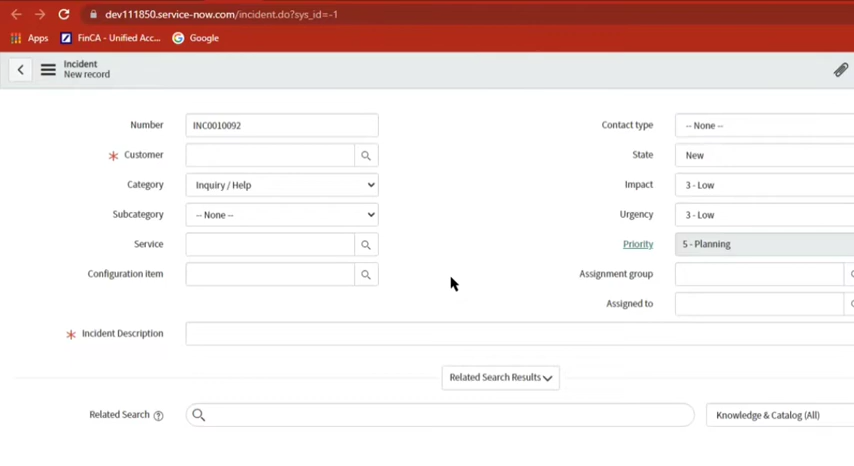 dev111850.service-now.com/incident.do?sys_id=-1
Apps FinCA - Unified Acc... Google
Incident
New record
Number INC0010092 Contact type -- None --
* Customer State New
Category Inquiry / Help Impact 3 - Low
Subcategory -- None -- Urgency 3 - Low
Service Priority 5 - Planning
Configuration item Assignment group
Assigned to
* Incident Description
Related Search Results
Related Search ? Knowledge & Catalog (All)